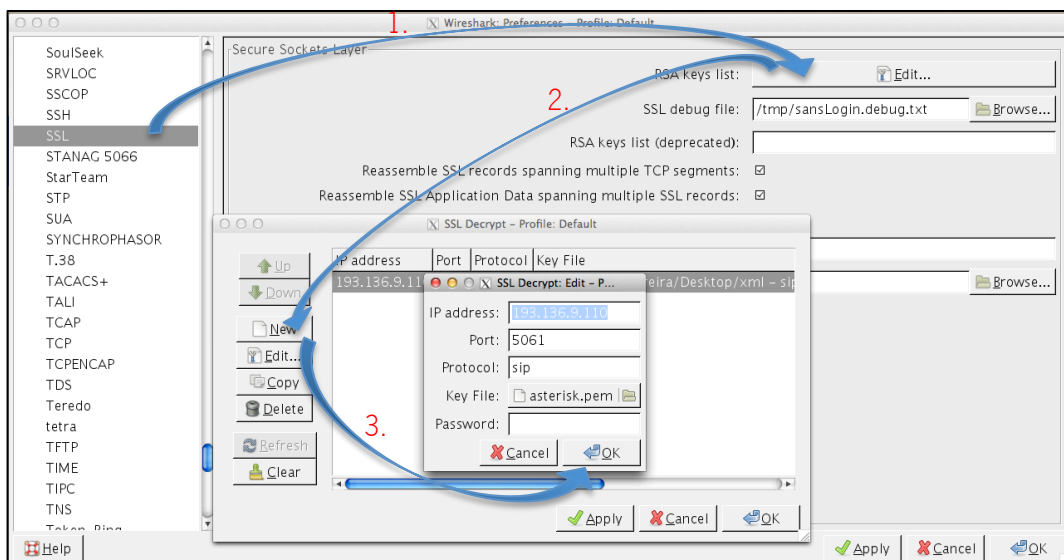 Wireshark: Preferences – Profile: Default
1.
SoulSeek
SRVLOC
SSCOP
SSH
SSL
STANAG 5066
StarTeam
STP
SUA
SYNCHROPHASOR
T.38
TACACS+
TALI
TCAP
TCP
TCPENCAP
TDS
Teredo
tetra
TFTP
TIME
TIPC
TNS
Token-Ring
Secure Sockets Layer
RSA keys list:
Edit...
2.
SSL debug file:
/tmp/sansLogin.debug.txt
Browse...
RSA keys list (deprecated):
Reassemble SSL records spanning multiple TCP segments:
Reassemble SSL Application Data spanning multiple SSL records:
Browse...
SSL Decrypt – Profile: Default
Up
Down
New
Edit...
Copy
Delete
Refresh
Clear
IP address Port Protocol Key File
193.136.9.11 eira/Desktop/xml – sip
SSL Decrypt: Edit – P...
IP address: 193.136.9.110
Port: 5061
Protocol: sip
Key File: asterisk.pem
Password:
Cancel OK
3.
Apply Cancel OK
Help
Apply Cancel OK